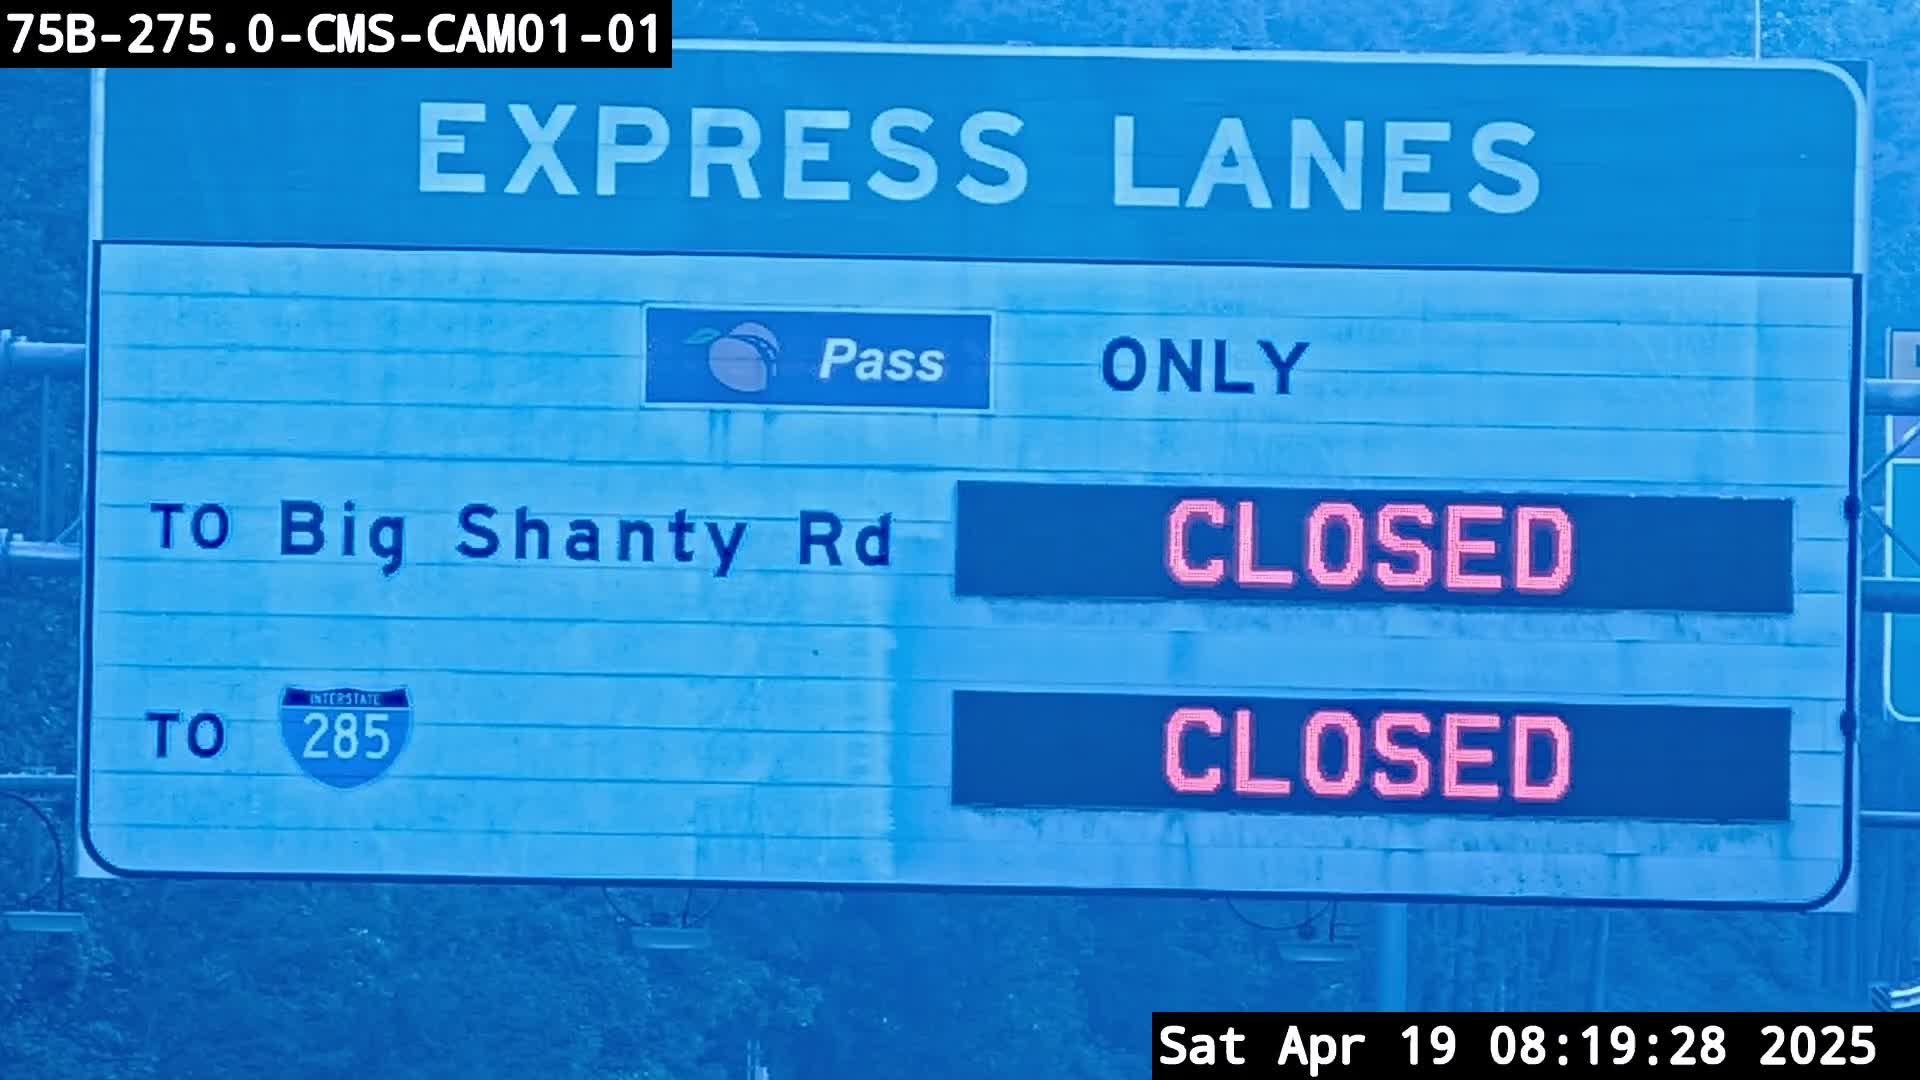 75B-275.0-CMS-CAM01-01
EXPRESS LANES
Pass ONLY
TO Big Shanty Rd CLOSED
TO INTERSTATE 285 CLOSED
Sat Apr 19 08:19:28 2025